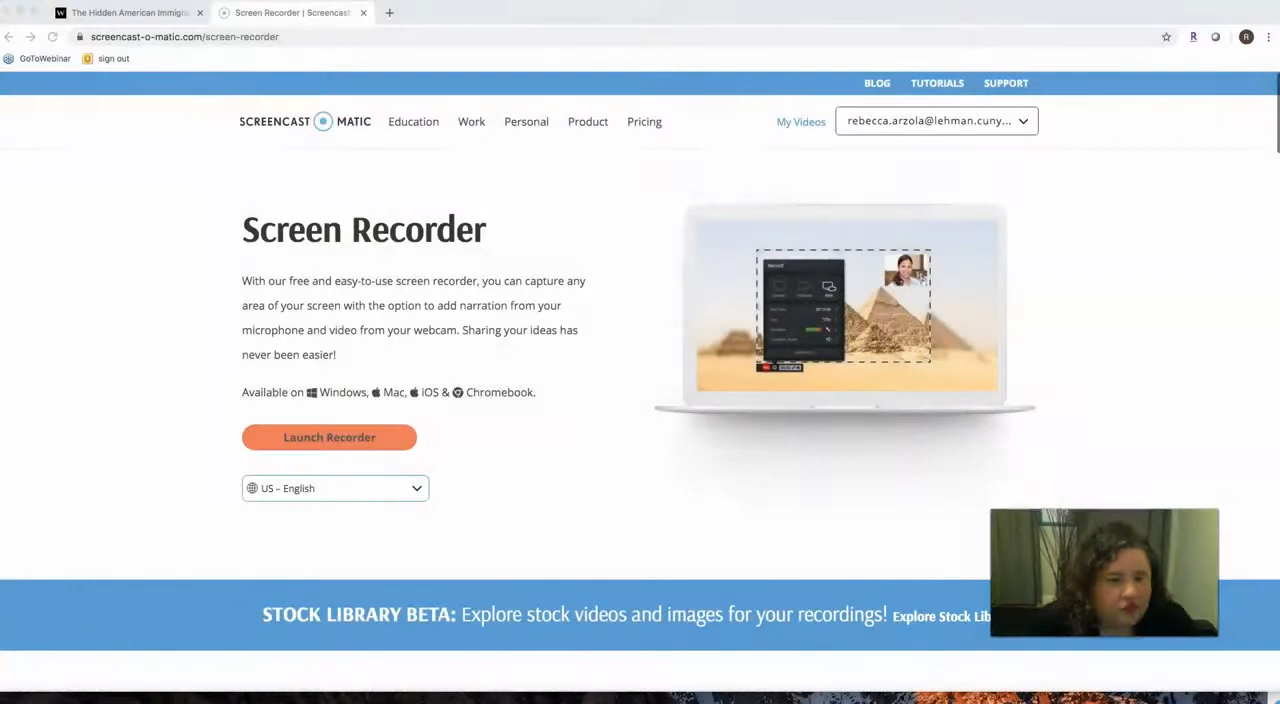 The Hidden American Immigra
Screen Recorder | Screencast
screencast-o-matic.com/screen-recorder
R
R
GoToWebinar
sign out
BLOG TUTORIALS SUPPORT
SCREENCAST MATIC Education Work Personal Product Pricing
My Videos rebecca.arzola@lehman.cuny...
Screen Recorder
With our free and easy-to-use screen recorder, you can capture any
area of your screen with the option to add narration from your
microphone and video from your webcam. Sharing your ideas has
never been easier!
Available on Windows, Mac, iOS & Chromebook.
Launch Recorder
US – English
Record
STOCK LIBRARY BETA: Explore stock videos and images for your recordings! Explore Stock Lib